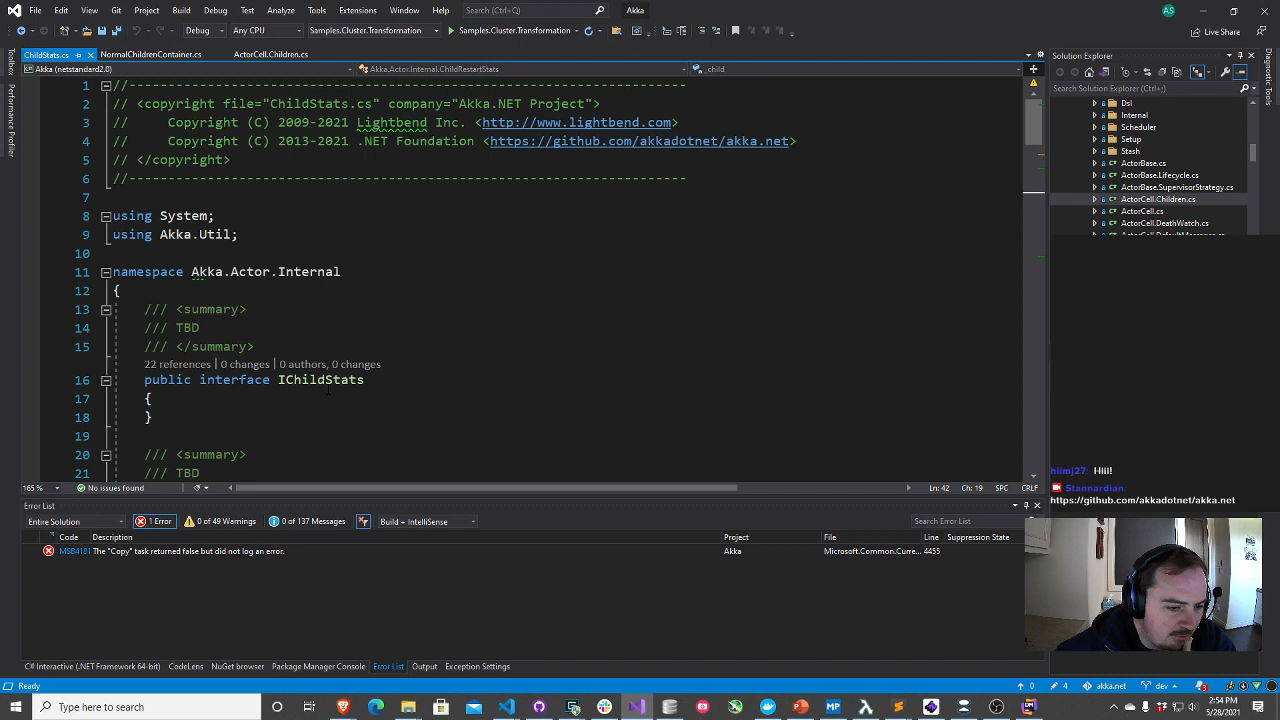 File Edit View Git Project Build Debug Test Analyze Tools Extensions Window Help Search (Ctrl+Q) Akka
AS
Debug Any CPU Samples.Cluster.Transformation Samples.Cluster.Transformation Live Share
ChildStats.cs NormalChildrenContainer.cs ActorCell.Children.cs
Akka (netstandard2.0) Akka.Actor.Internal.ChildRestartStats _child
Toolbox
Performance Profiler
1 //-----------------------------------------------------------------------
2 // <copyright file="ChildStats.cs" company="Akka.NET Project">
3 //     Copyright (C) 2009-2021 Lightbend Inc. <http://www.lightbend.com>
4 //     Copyright (C) 2013-2021 .NET Foundation <https://github.com/akkadotnet/akka.net>
5 // </copyright>
6 //-----------------------------------------------------------------------
7
8 using System;
9 using Akka.Util;
10
11 namespace Akka.Actor.Internal
12 {
13 /// <summary>
14 /// TBD
15 /// </summary>
22 references | 0 changes | 0 authors, 0 changes
16 public interface IChildStats
17 {
18 }
19
20 /// <summary>
21 /// TBD
165 % No issues found Ln: 42 Ch: 19 SPC CRLF
Solution Explorer
Search Solution Explorer (Ctrl+;)
Dsl
Internal
Scheduler
Setup
Stash
ActorBase.cs
ActorBase.Lifecycle.cs
ActorBase.SupervisorStrategy.cs
ActorCell.Children.cs
ActorCell.cs
ActorCell.DeathWatch.cs
ActorCell.DefaultMessages.cs
Diagnostic Tools
hiimj27: Hiii!
Stannardian:
https://github.com/akkadotnet/akka.net
Error List
Entire Solution 1 Error 0 of 49 Warnings 0 of 137 Messages Build + IntelliSense Search Error List
Code Description Project File Line Suppression State
MSB4181 The "Copy" task returned false but did not log an error. Akka Microsoft.Common.Curre... 4455
C# Interactive (.NET Framework 64-bit) CodeLens NuGet browser Package Manager Console Error List Output Exception Settings
Ready 0 4 akka.net dev 3
Type here to search
2:54 PM
5/28/2021